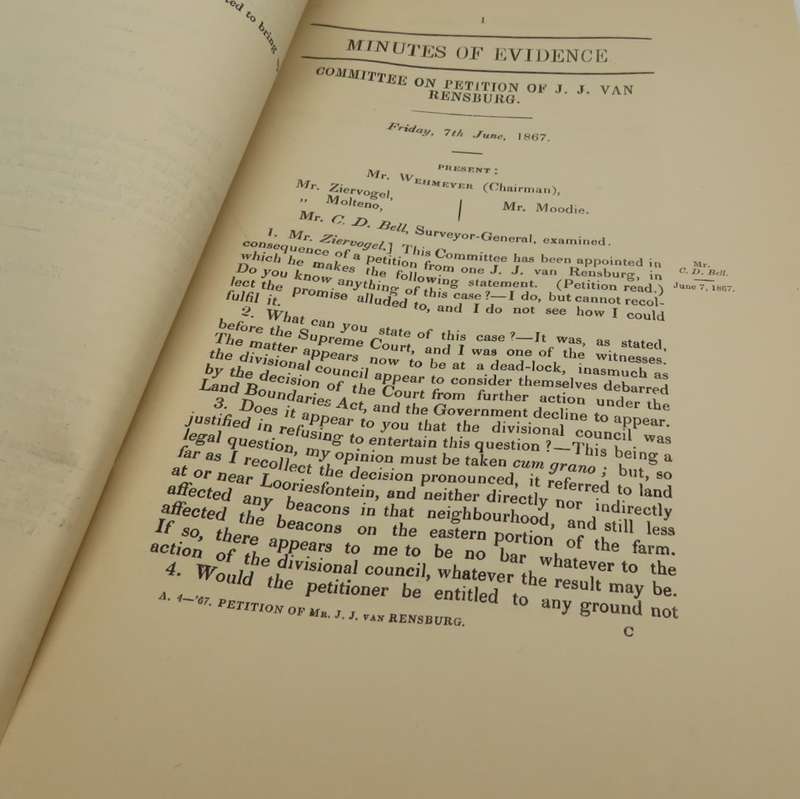 ted to bring
1
MINUTES OF EVIDENCE
COMMITTEE ON PETITION OF J. J. VAN
RENSBURG.
Friday, 7th June, 1867.
PRESENT:
Mr. WEHMEYER (Chairman),
Mr. Ziervogel,
„ Molteno,
Mr. Moodie.
Mr. C. D. Bell, Surveyor-General, examined.
1. Mr. Ziervogel.] This Committee has been appointed in
consequence of a petition from one J. J. van Rensburg, in
which he makes the following statement. (Petition read.)
Do you know anything of this case?—I do, but cannot recol-
lect the promise alluded to, and I do not see how I could
fulfil it.
Mr.
C. D. Bell.
June 7, 1867.
2. What can you state of this case?—It was, as stated,
before the Supreme Court, and I was one of the witnesses.
The matter appears now to be at a dead-lock, inasmuch as
the divisional council appear to consider themselves debarred
by the decision of the Court from further action under the
Land Boundaries Act, and the Government decline to appear.
3. Does it appear to you that the divisional council was
justified in refusing to entertain this question?—This being a
legal question, my opinion must be taken cum grano; but, so
far as I recollect the decision pronounced, it referred to land
at or near Looriesfontein, and neither directly nor indirectly
affected any beacons in that neighbourhood, and still less
affected the beacons on the eastern portion of the farm.
If so, there appears to me to be no bar whatever to the
action of the divisional council, whatever the result may be.
4. Would the petitioner be entitled to any ground not
A. 4—'67. PETITION OF MR. J. J. VAN RENSBURG.
C